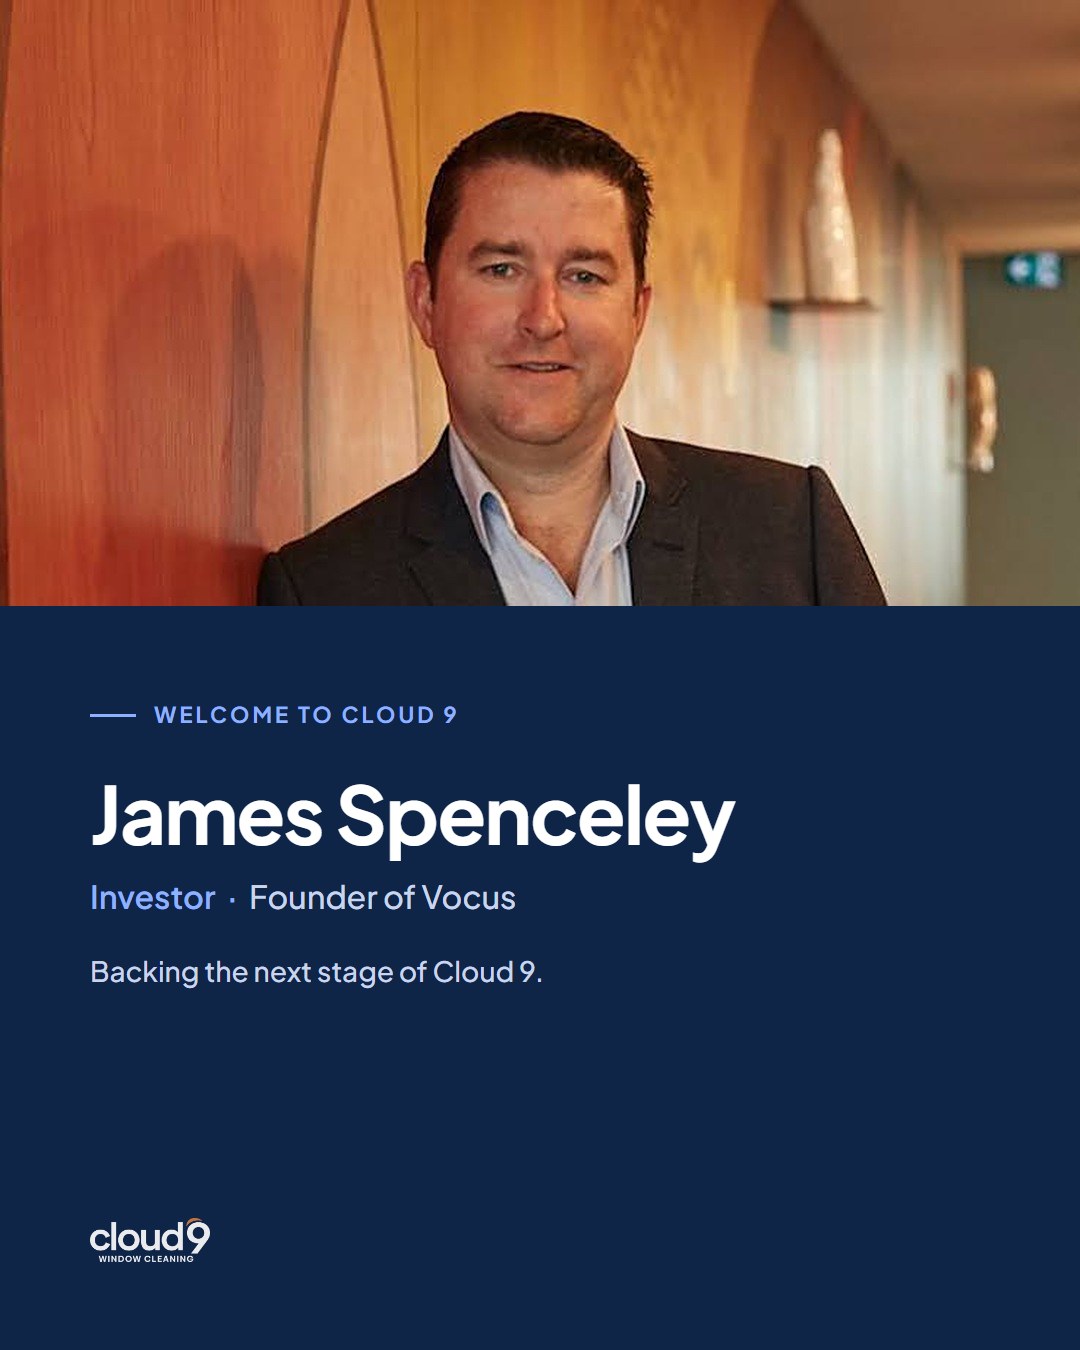 WELCOME TO CLOUD 9
James Spenceley
Investor · Founder of Vocus
Backing the next stage of Cloud 9.
cloud9
WINDOW CLEANING